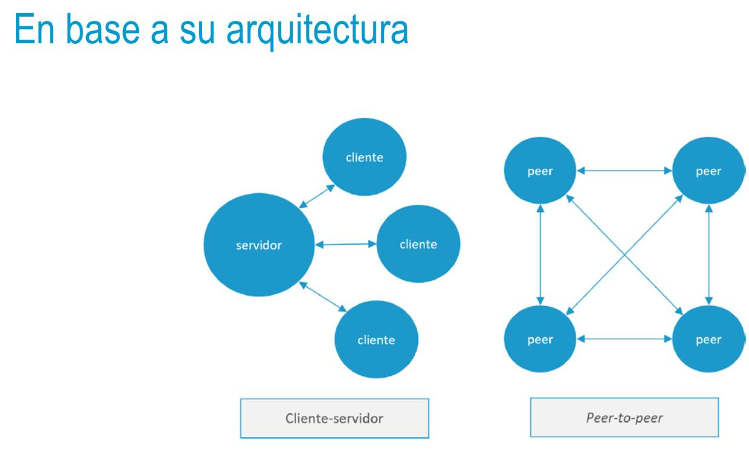 En base a su arquitectura
cliente
servidor
cliente
cliente
Cliente-servidor
peer
peer
peer
peer
Peer-to-peer